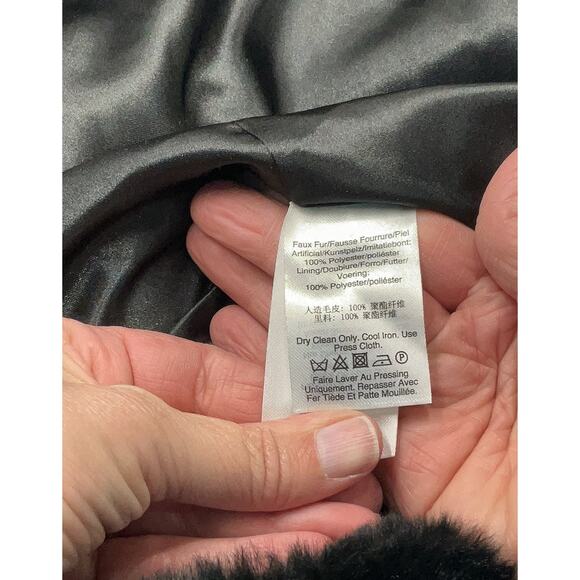 Faux Fur/Fausse Fourrure/Piel
Artificial/Kunstpelz/Imitatiebont:
100% Polyester/poliéster
Lining/Doublure/Forro/Futter/
Voering:
100% Polyester/poliéster
人造毛皮: 100% 聚酯纤维
里料: 100% 聚酯纤维
Dry Clean Only. Cool Iron. Use
Press Cloth.
P
Faire Laver Au Pressing
Uniquement. Repasser Avec
Fer Tiède Et Patte Mouillée.